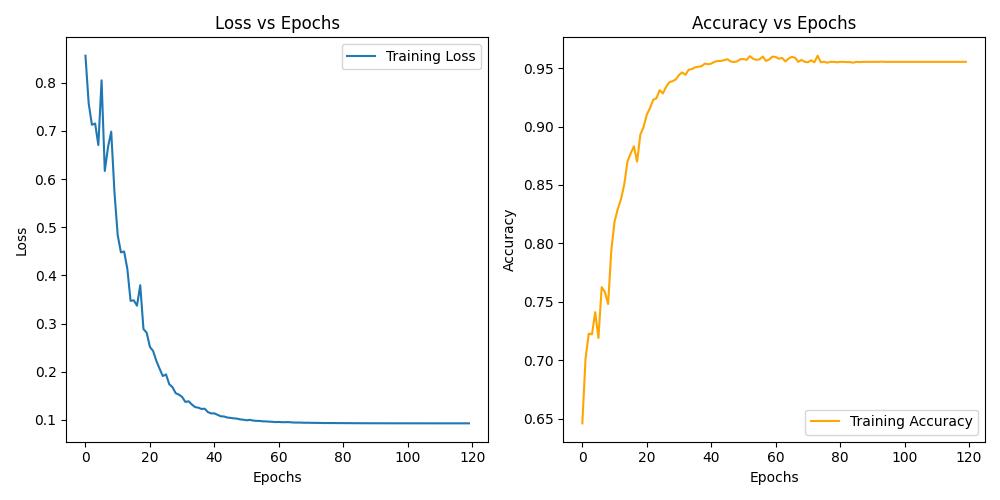 Loss vs Epochs
Training Loss
0.8
0.7
0.6
0.5
0.4
0.3
0.2
0.1
Loss
0 20 40 60 80 100 120
Epochs
Accuracy vs Epochs
0.95
0.90
0.85
0.80
0.75
0.70
0.65
Accuracy
Training Accuracy
0 20 40 60 80 100 120
Epochs